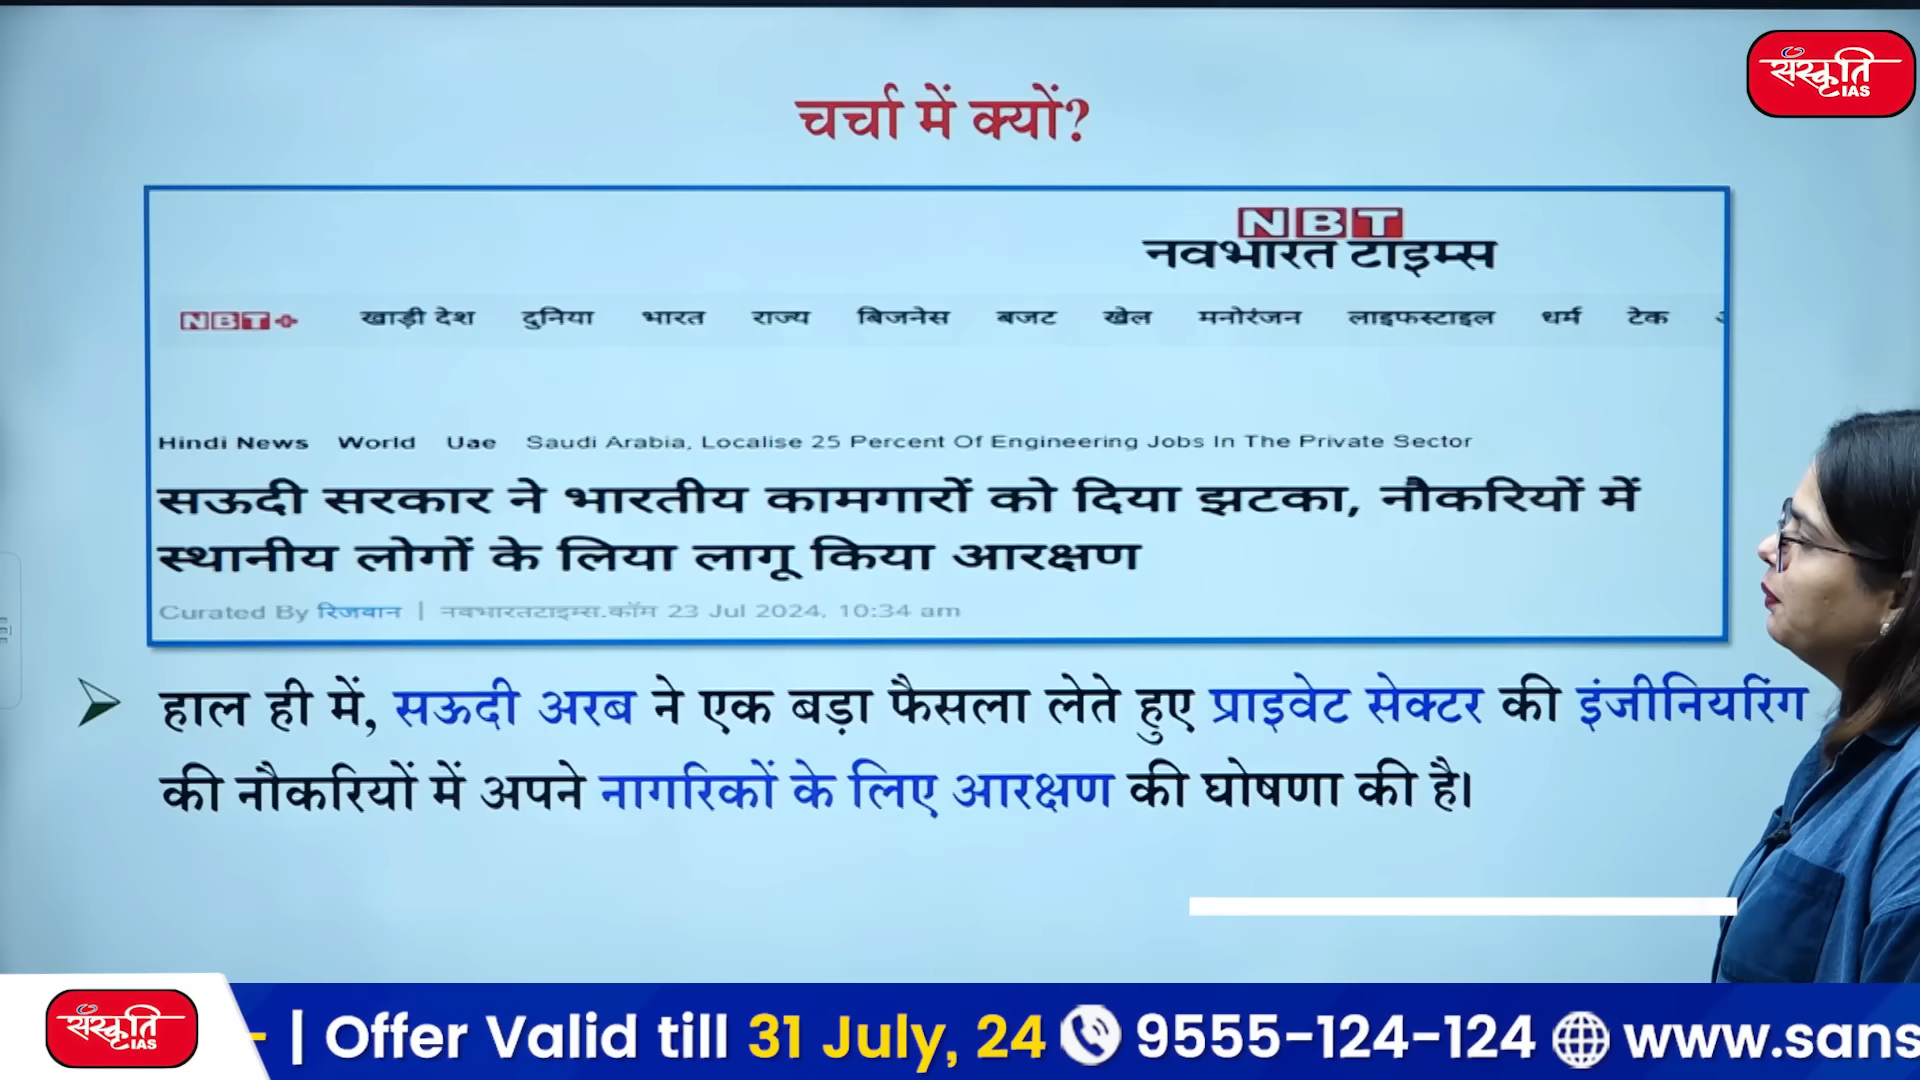 संस्कृति
IAS
चर्चा में क्यों?
NBT
नवभारत टाइम्स
NBT+ खाड़ी देश दुनिया भारत राज्य बिजनेस बजट खेल मनोरंजन लाइफस्टाइल धर्म टेक
Hindi News World Uae Saudi Arabia, Localise 25 Percent Of Engineering Jobs In The Private Sector
सऊदी सरकार ने भारतीय कामगारों को दिया झटका, नौकरियों में
स्थानीय लोगों के लिया लागू किया आरक्षण
Curated By रिजवान | नवभारतटाइम्स.कॉम 23 Jul 2024, 10:34 am
हाल ही में, सऊदी अरब ने एक बड़ा फैसला लेते हुए प्राइवेट सेक्टर की इंजीनियरिंग
की नौकरियों में अपने नागरिकों के लिए आरक्षण की घोषणा की है।
संस्कृति
IAS
- | Offer Valid till 31 July, 24 9555-124-124 www.sans